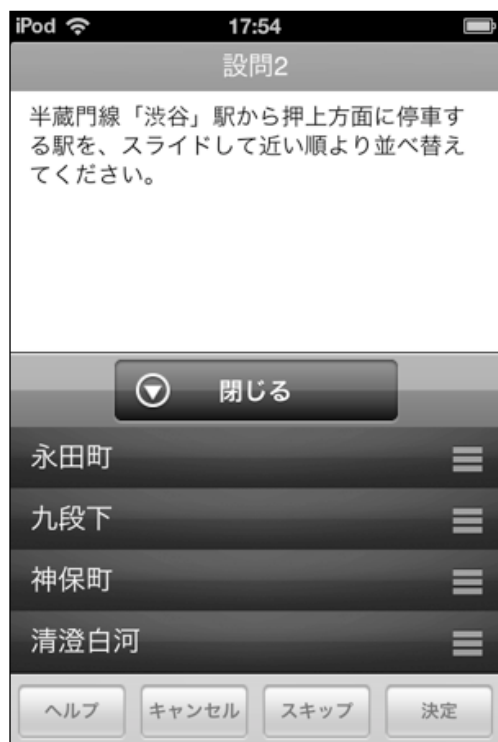 iPod 17:54
設問2
半蔵門線「渋谷」駅から押上方面に停車す
る駅を、スライドして近い順より並べ替え
てください。
閉じる
永田町
九段下
神保町
清澄白河
ヘルプ キャンセル スキップ 決定